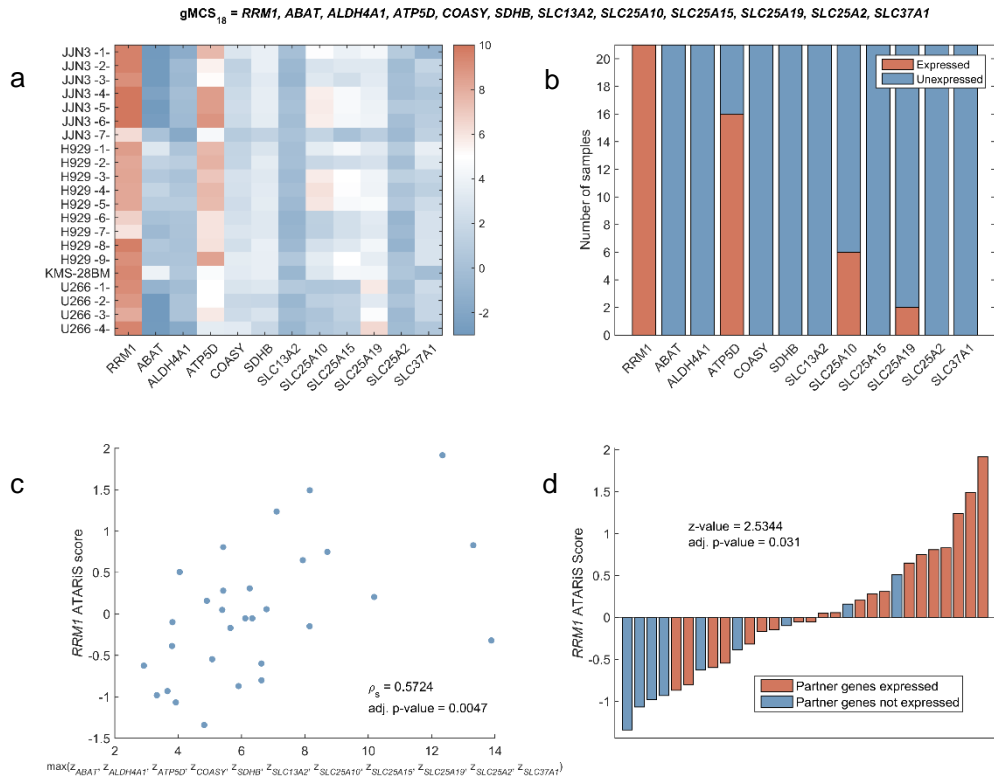 gMCS18 = RRM1, ABAT, ALDH4A1, ATP5D, COASY, SDHB, SLC13A2, SLC25A10, SLC25A15, SLC25A19, SLC25A2, SLC37A1
a
JJN3 -1-
JJN3 -2-
JJN3 -3-
JJN3 -4-
JJN3 -5-
JJN3 -6-
JJN3 -7-
H929 -1-
H929 -2-
H929 -3-
H929 -4-
H929 -5-
H929 -6-
H929 -7-
H929 -8-
H929 -9-
KMS-28BM
U266 -1-
U266 -2-
U266 -3-
U266 -4-
RRM1 ABAT ALDH4A1 ATP5D COASY SDHB SLC13A2 SLC25A10 SLC25A15 SLC25A19 SLC25A2 SLC37A1
10
8
6
4
2
0
-2
b
Number of samples
20
18
16
14
12
10
8
6
4
2
0
Expressed
Unexpressed
RRM1 ABAT ALDH4A1 ATP5D COASY SDHB SLC13A2 SLC25A10 SLC25A15 SLC25A19 SLC25A2 SLC37A1
c
RRM1 ATARiS score
2
1.5
1
0.5
0
-0.5
-1
-1.5
ρs = 0.5724
adj. p-value = 0.0047
2 4 6 8 10 12 14
max(zABAT, zALDH4A1, zATP5D, zCOASY, zSDHB, zSLC13A2, zSLC25A10, zSLC25A15, zSLC25A19, zSLC25A2, zSLC37A1)
d
RRM1 ATARiS score
2
1.5
1
0.5
0
-0.5
-1
z-value = 2.5344
adj. p-value = 0.031
Partner genes expressed
Partner genes not expressed